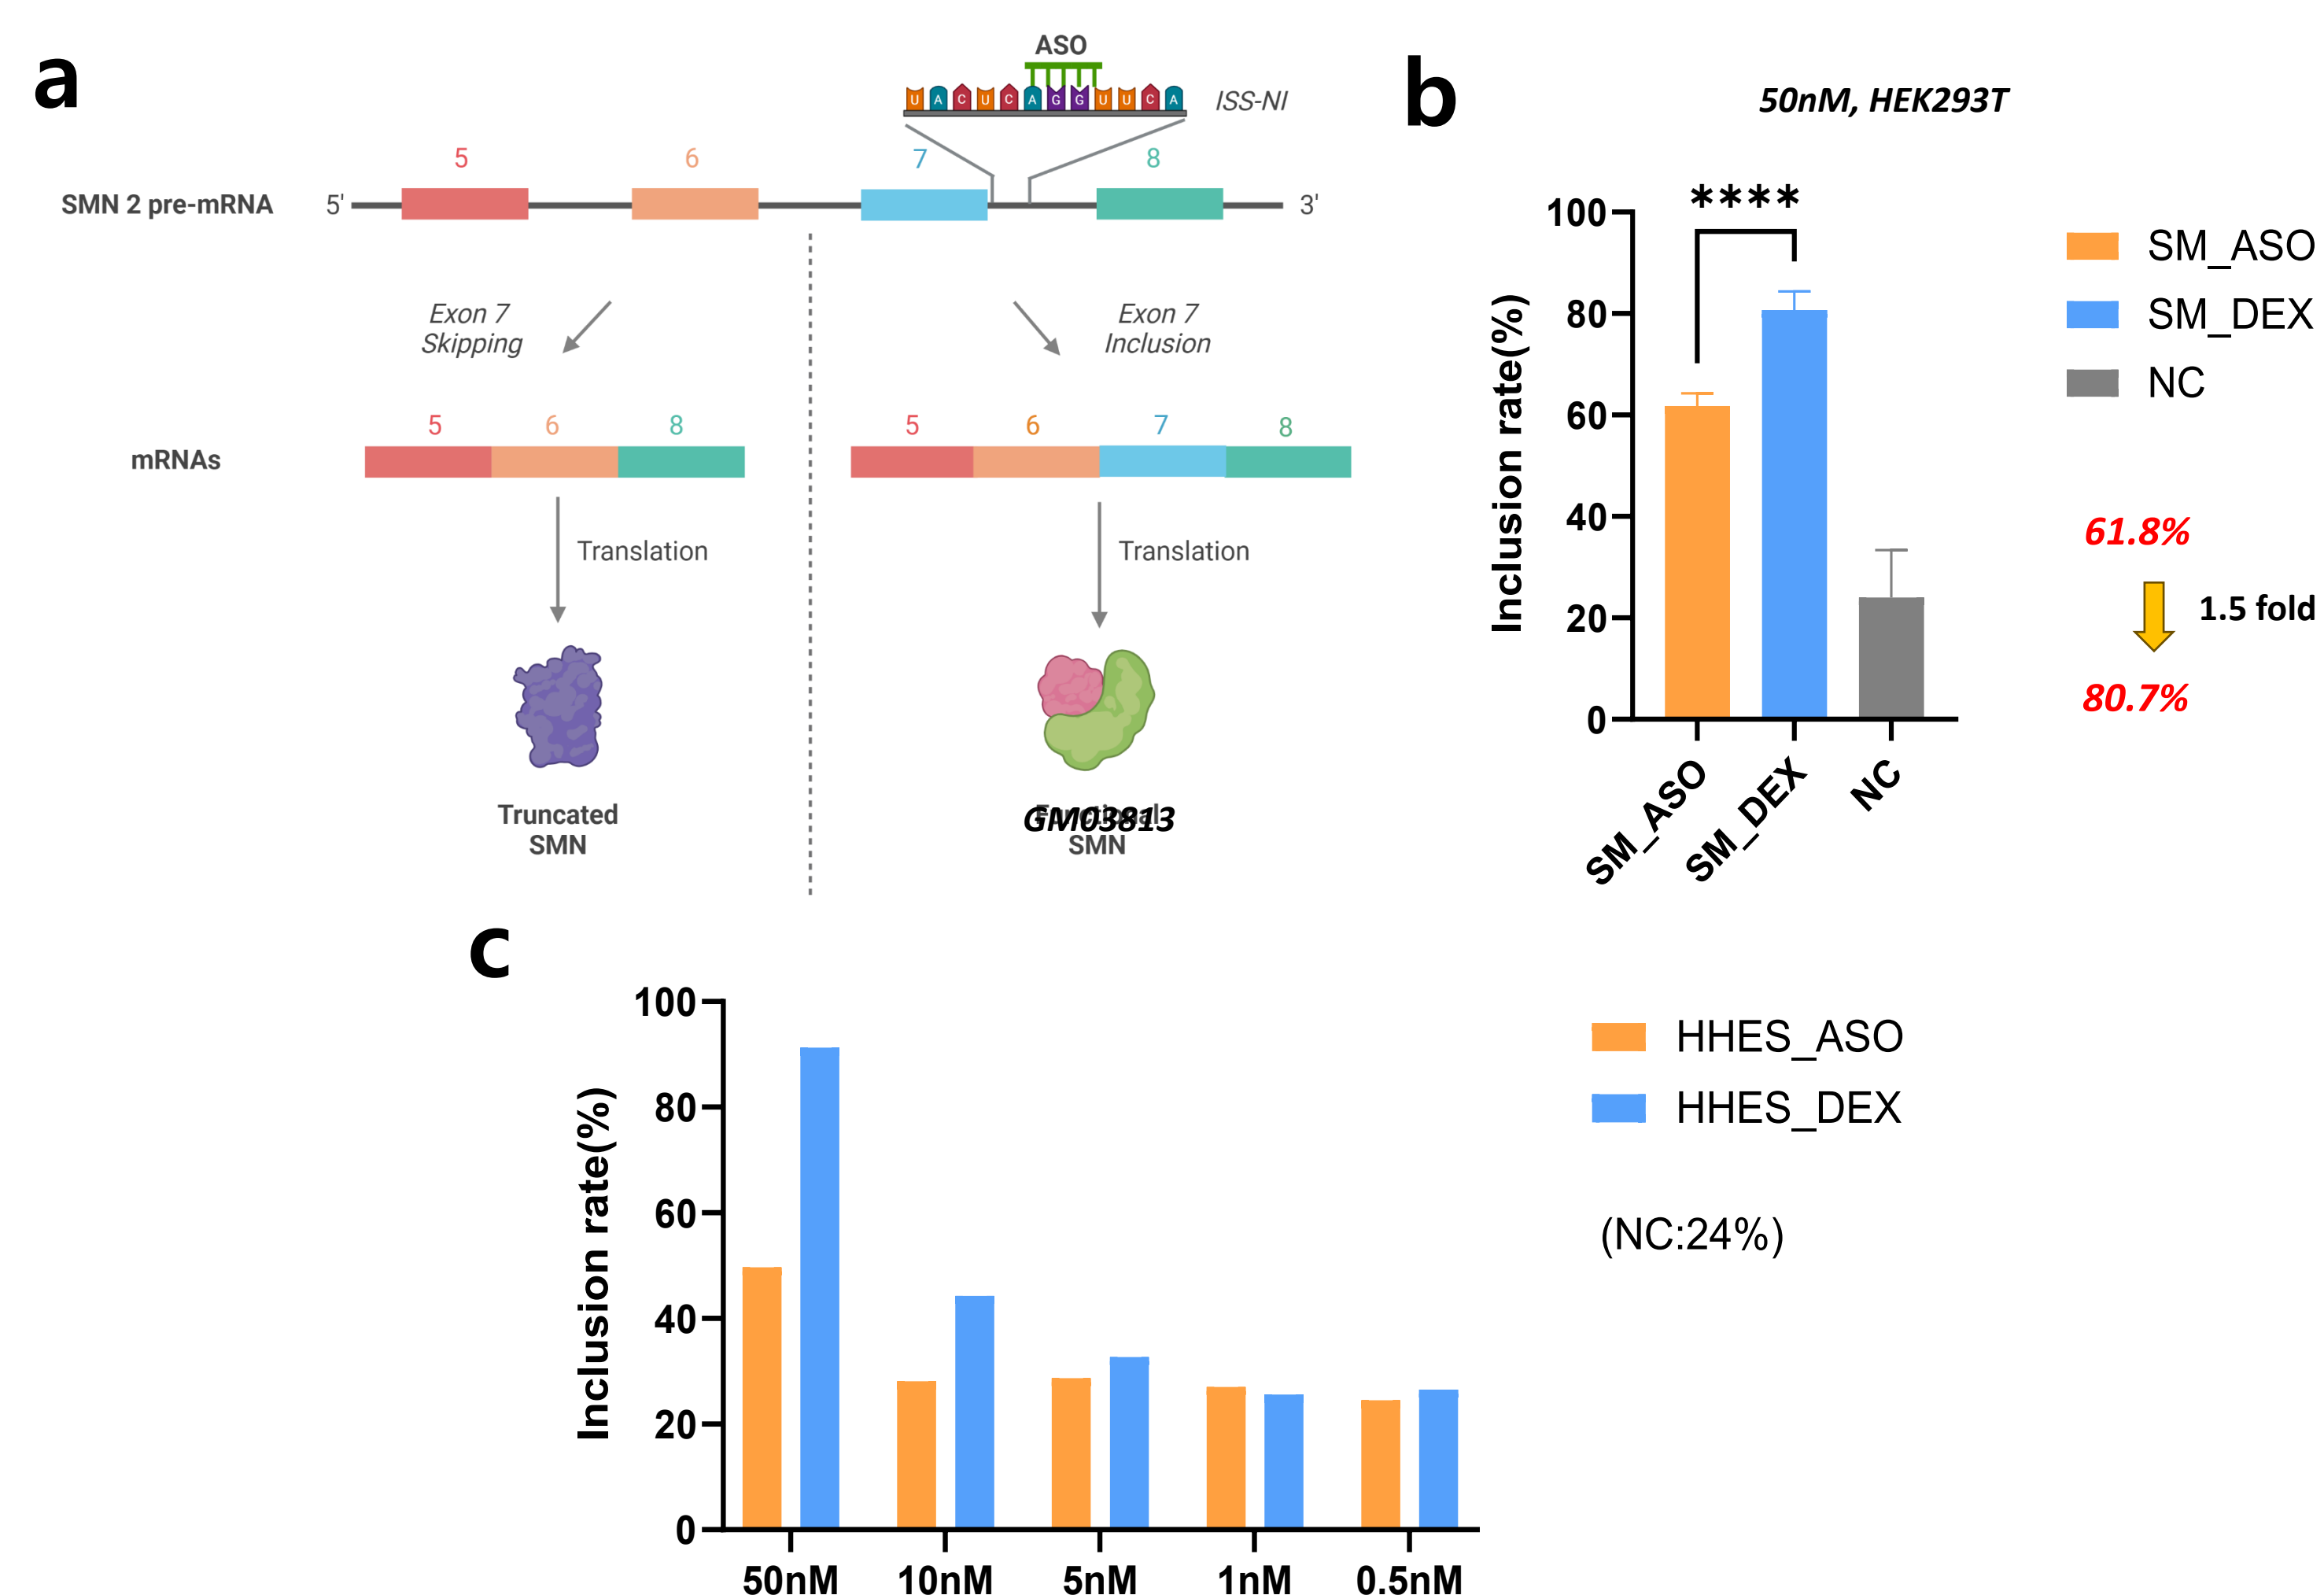 a
ASO
U A C U C A G G U U C A
ISS-NI
5 6 7 8
SMN 2 pre-mRNA 5' 3'
Exon 7
Skipping
Exon 7
Inclusion
5 6 8
5 6 7 8
mRNAs
Translation
Translation
Truncated
SMN
Functional
SMN
GM03813
b
50nM, HEK293T
****
Inclusion rate(%)
100
80
60
40
20
0
SM_ASO
SM_DEX
NC
SM_ASO
SM_DEX
NC
61.8%
1.5 fold
80.7%
c
Inclusion rate(%)
100
80
60
40
20
0
50nM 10nM 5nM 1nM 0.5nM
HHES_ASO
HHES_DEX
(NC:24%)